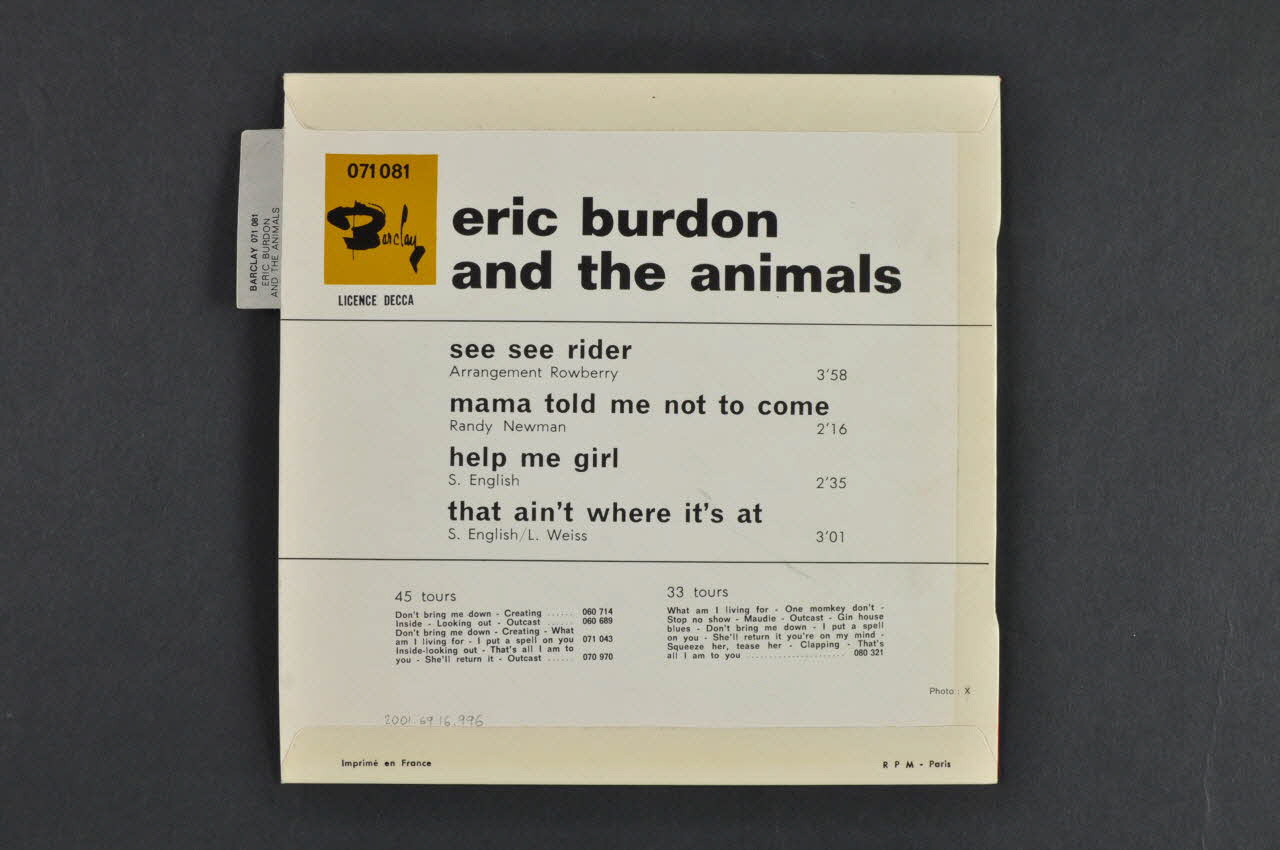 BARCLAY 071 081
ERIC BURDON
AND THE ANIMALS
071 081
Barclay
LICENCE DECCA
eric burdon
and the animals
see see rider
Arrangement Rowberry 3'58
mama told me not to come
Randy Newman 2'16
help me girl
S. English 2'35
that ain't where it's at
S. English/L. Weiss 3'01
45 tours
Don't bring me down - Creating ...... 060 714
Inside - Looking out - Outcast ...... 060 689
Don't bring me down - Creating - What
am I living for - I put a spell on you 071 043
Inside-looking out - That's all I am to
you - She'll return it - Outcast ...... 070 970
33 tours
What am I living for - One momkey don't -
Stop no show - Maudie - Outcast - Gin house
blues - Don't bring me down - I put a spell
on you - She'll return it you're on my mind -
Squeeze her, tease her - Clapping - That's
all I am to you ...................... 080 321
Photo : X
2001.69.16.996
Imprimé en France
R P M - Paris